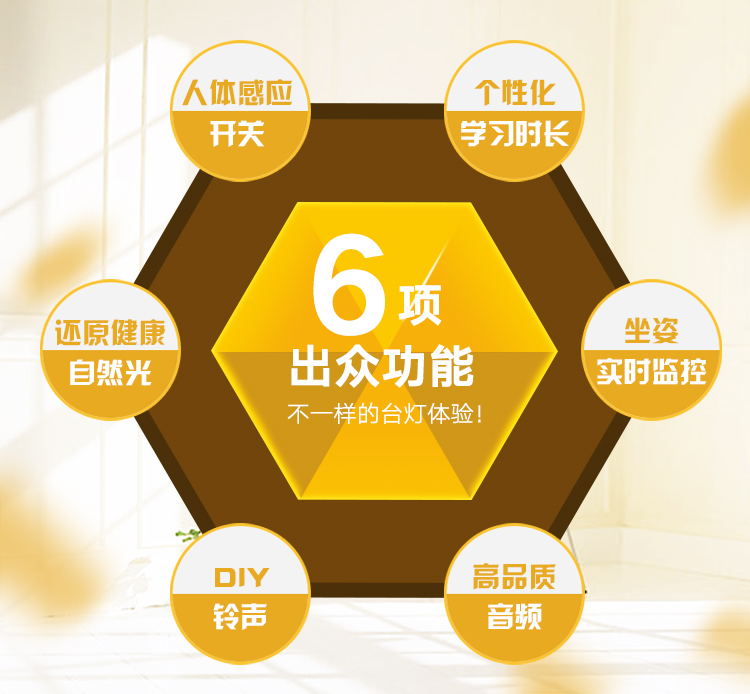 人体感应
开关
个性化
学习时长
6项
出众功能
不一样的台灯体验!
还原健康
自然光
坐姿
实时监控
DIY
铃声
高品质
音频